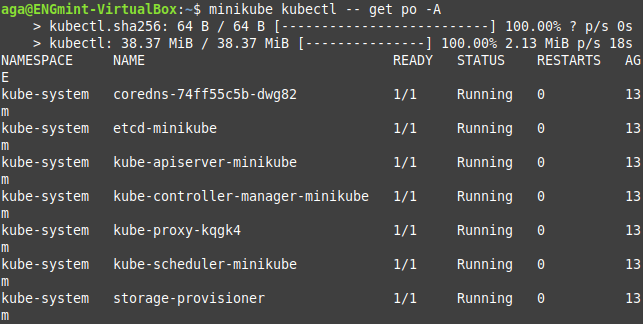 aga@ENGmint-VirtualBox:~$ minikube kubectl -- get po -A
    > kubectl.sha256: 64 B / 64 B [--------------------------] 100.00% ? p/s 0s
    > kubectl: 38.37 MiB / 38.37 MiB [---------------] 100.00% 2.13 MiB p/s 18s
NAMESPACE     NAME                               READY   STATUS    RESTARTS   AG
E
kube-system   coredns-74ff55c5b-dwg82            1/1     Running   0          13
m
kube-system   etcd-minikube                      1/1     Running   0          13
m
kube-system   kube-apiserver-minikube            1/1     Running   0          13
m
kube-system   kube-controller-manager-minikube   1/1     Running   0          13
m
kube-system   kube-proxy-kqgk4                   1/1     Running   0          13
m
kube-system   kube-scheduler-minikube            1/1     Running   0          13
m
kube-system   storage-provisioner                1/1     Running   0          13
m